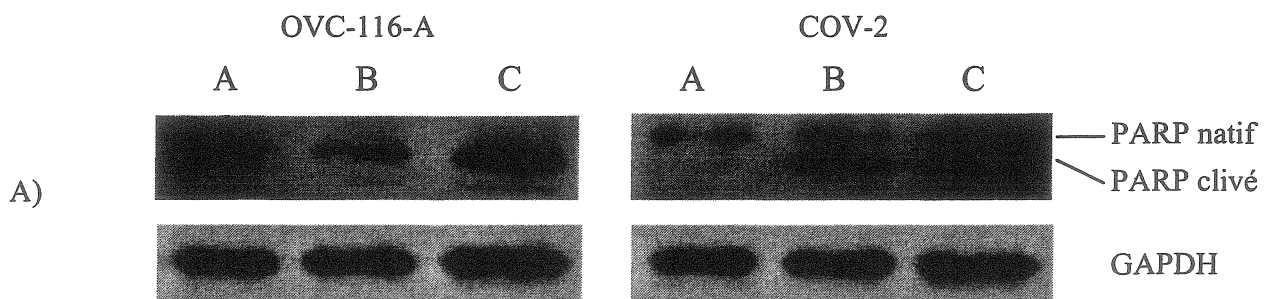 OVC-116-A COV-2
A B C A B C
PARP natif
PARP clivé
A)
GAPDH